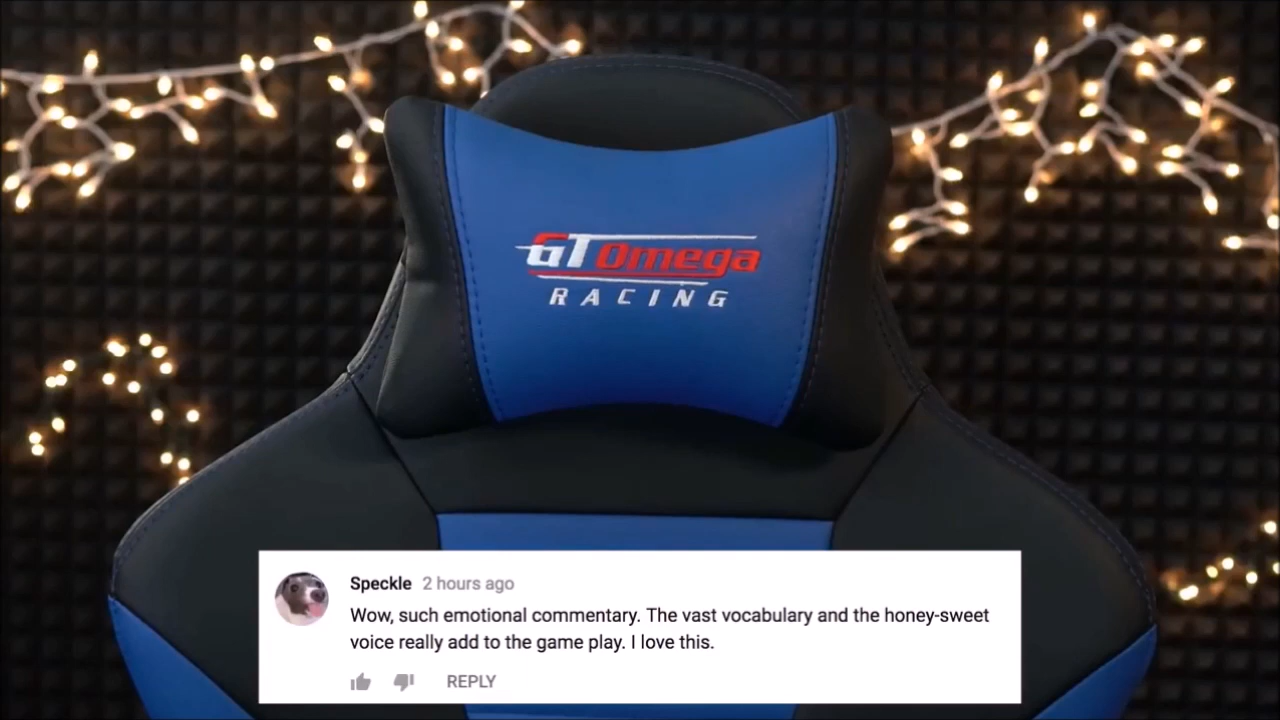 GT Omega
RACING
Speckle 2 hours ago
Wow, such emotional commentary. The vast vocabulary and the honey-sweet
voice really add to the game play. I love this.
REPLY